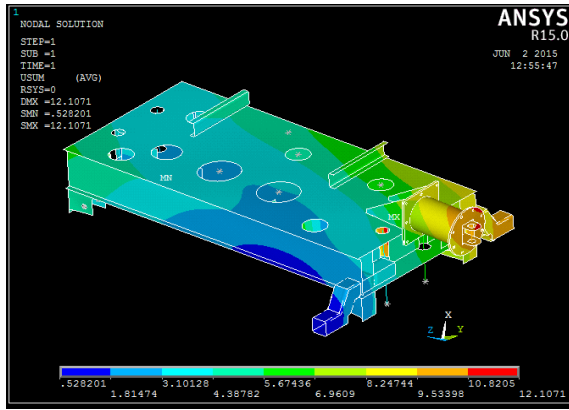 1
NODAL SOLUTION
STEP=1
SUB =1
TIME=1
USUM (AVG)
RSYS=0
DMX =12.1071
SMN =.528201
SMX =12.1071
ANSYS
R15.0
JUN 2 2015
12:55:47
MN
MX
X
Z Y
.528201 3.10128 5.67436 8.24744 10.8205
1.81474 4.38782 6.9609 9.53398 12.1071